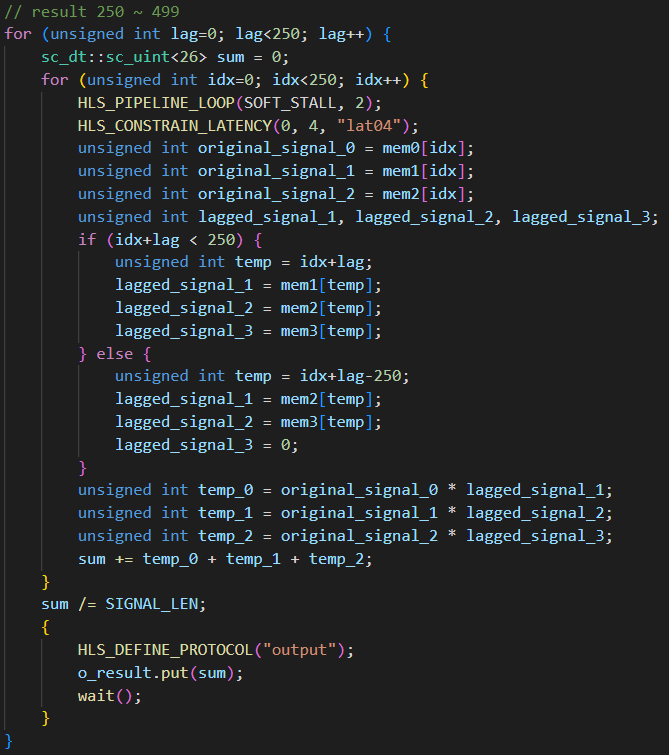 // result 250 ~ 499
for (unsigned int lag=0; lag<250; lag++) {
    sc_dt::sc_uint<26> sum = 0;
    for (unsigned int idx=0; idx<250; idx++) {
        HLS_PIPELINE_LOOP(SOFT_STALL, 2);
        HLS_CONSTRAIN_LATENCY(0, 4, "lat04");
        unsigned int original_signal_0 = mem0[idx];
        unsigned int original_signal_1 = mem1[idx];
        unsigned int original_signal_2 = mem2[idx];
        unsigned int lagged_signal_1, lagged_signal_2, lagged_signal_3;
        if (idx+lag < 250) {
            unsigned int temp = idx+lag;
            lagged_signal_1 = mem1[temp];
            lagged_signal_2 = mem2[temp];
            lagged_signal_3 = mem3[temp];
        } else {
            unsigned int temp = idx+lag-250;
            lagged_signal_1 = mem2[temp];
            lagged_signal_2 = mem3[temp];
            lagged_signal_3 = 0;
        }
        unsigned int temp_0 = original_signal_0 * lagged_signal_1;
        unsigned int temp_1 = original_signal_1 * lagged_signal_2;
        unsigned int temp_2 = original_signal_2 * lagged_signal_3;
        sum += temp_0 + temp_1 + temp_2;
    }
    sum /= SIGNAL_LEN;
    {
        HLS_DEFINE_PROTOCOL("output");
        o_result.put(sum);
        wait();
    }
}